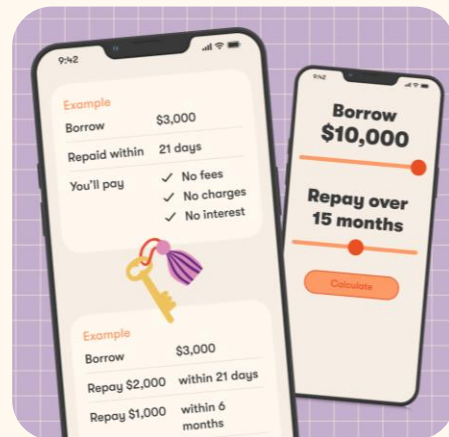 9:42
Example
Borrow $3,000
Repaid within 21 days
You'll pay ✓ No fees
✓ No charges
✓ No interest
Example
Borrow $3,000
Repay $2,000 within 21 days
Repay $1,000 within 6
months
9:42
Borrow
$10,000
Repay over
15 months
Calculate